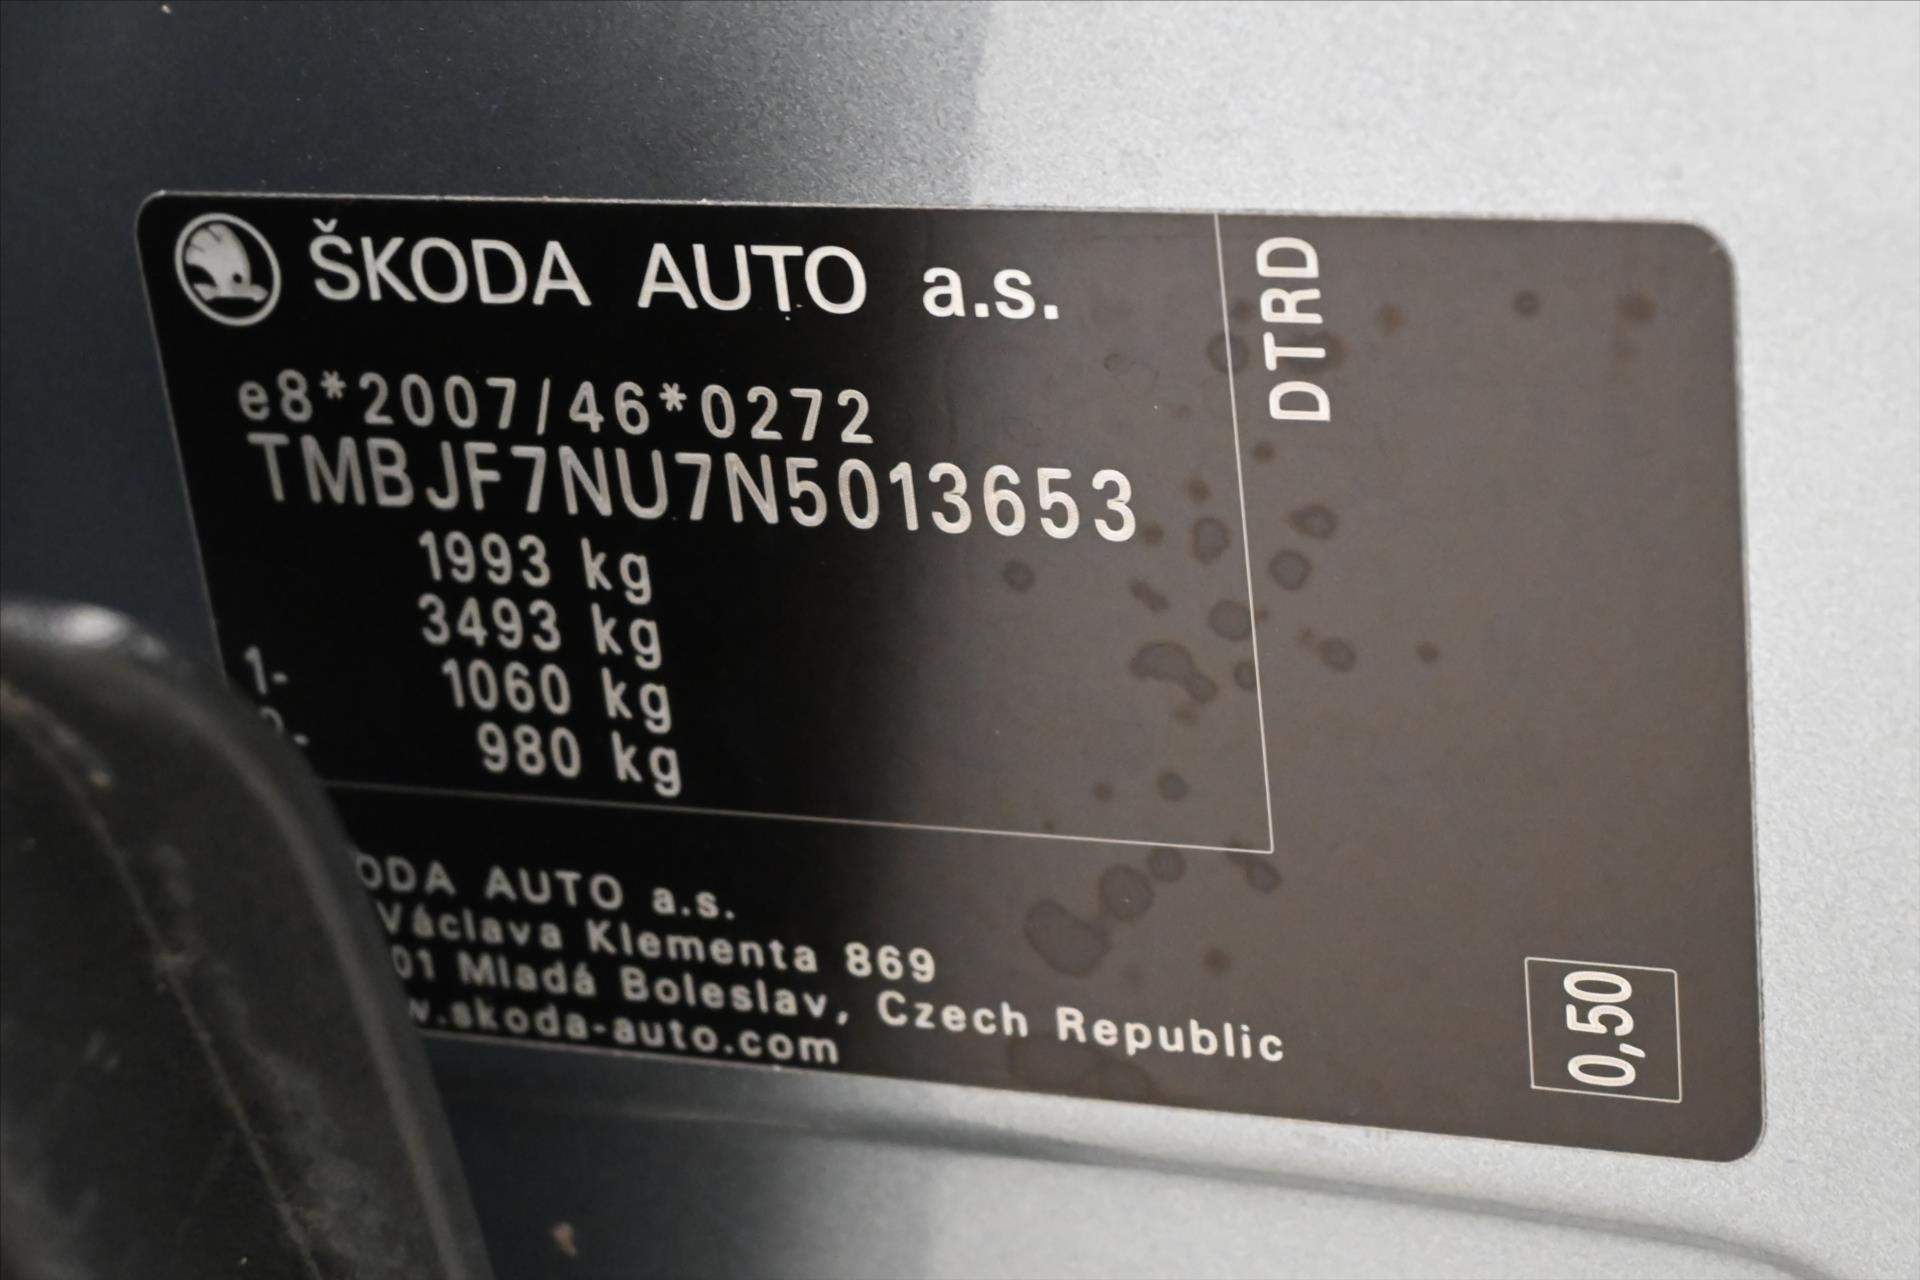 ŠKODA AUTO a.s.
DTRD
e8*2007/46*0272
TMBJF7NU7N5013653
1993 kg
3493 kg
1- 1060 kg
980 kg
ODA AUTO a.s.
Václava Klementa 869
01 Mladá Boleslav, Czech Republic
w.skoda-auto.com
0,50